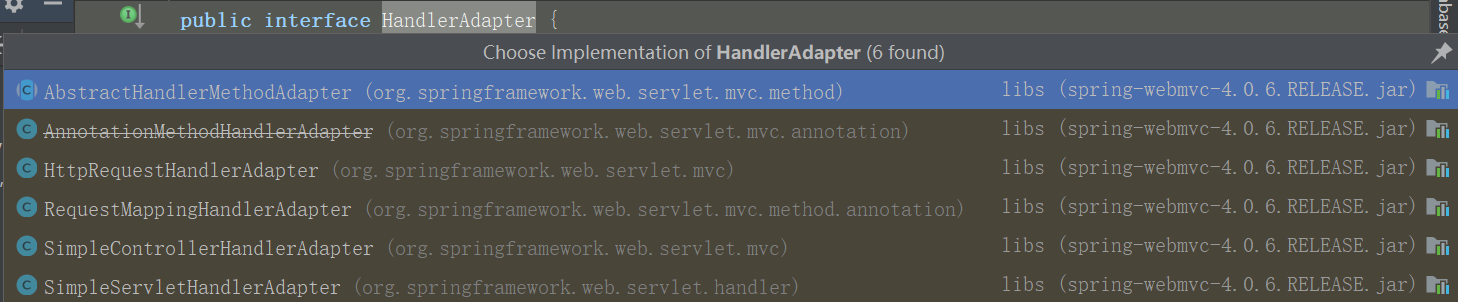 public interface HandlerAdapter {
Choose Implementation of HandlerAdapter (6 found)
AbstractHandlerMethodAdapter (org.springframework.web.servlet.mvc.method) libs (spring-webmvc-4.0.6.RELEASE.jar)
AnnotationMethodHandlerAdapter (org.springframework.web.servlet.mvc.annotation) libs (spring-webmvc-4.0.6.RELEASE.jar)
HttpRequestHandlerAdapter (org.springframework.web.servlet.mvc) libs (spring-webmvc-4.0.6.RELEASE.jar)
RequestMappingHandlerAdapter (org.springframework.web.servlet.mvc.method.annotation) libs (spring-webmvc-4.0.6.RELEASE.jar)
SimpleControllerHandlerAdapter (org.springframework.web.servlet.mvc) libs (spring-webmvc-4.0.6.RELEASE.jar)
SimpleServletHandlerAdapter (org.springframework.web.servlet.handler) libs (spring-webmvc-4.0.6.RELEASE.jar)